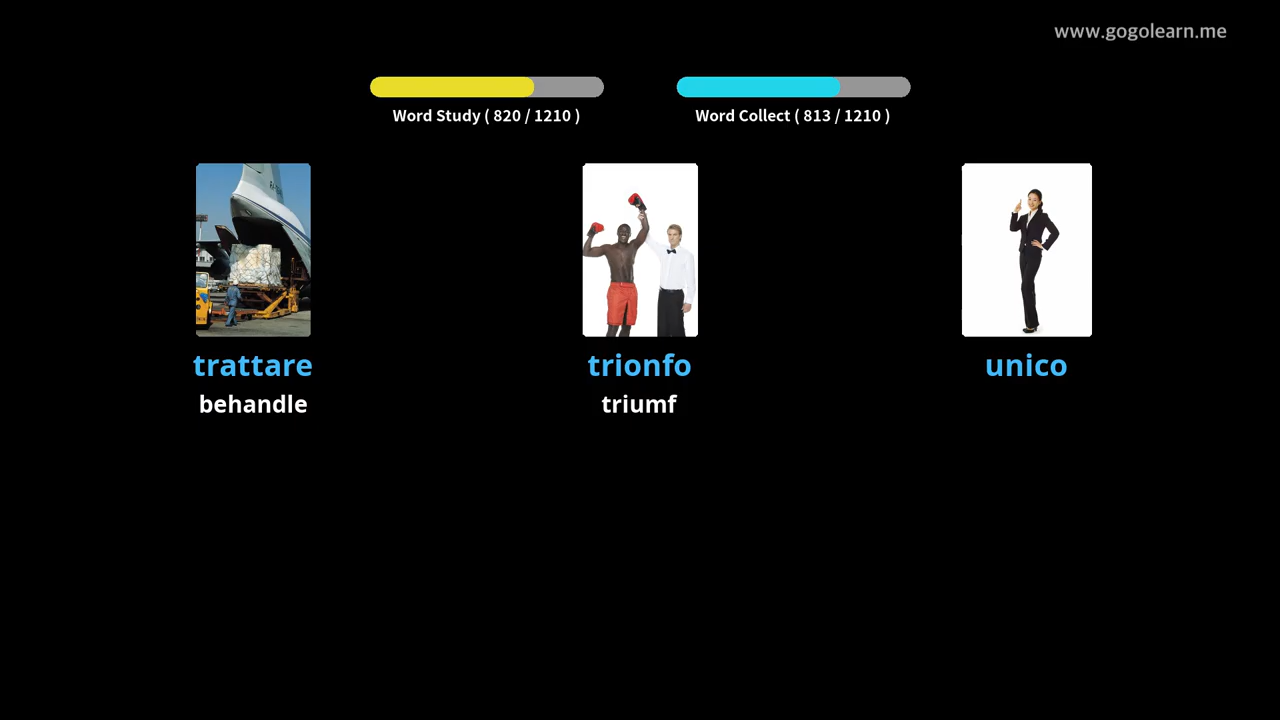 www.gogolearn.me
Word Study ( 820 / 1210 )
Word Collect ( 813 / 1210 )
trattare
behandle
trionfo
triumf
unico